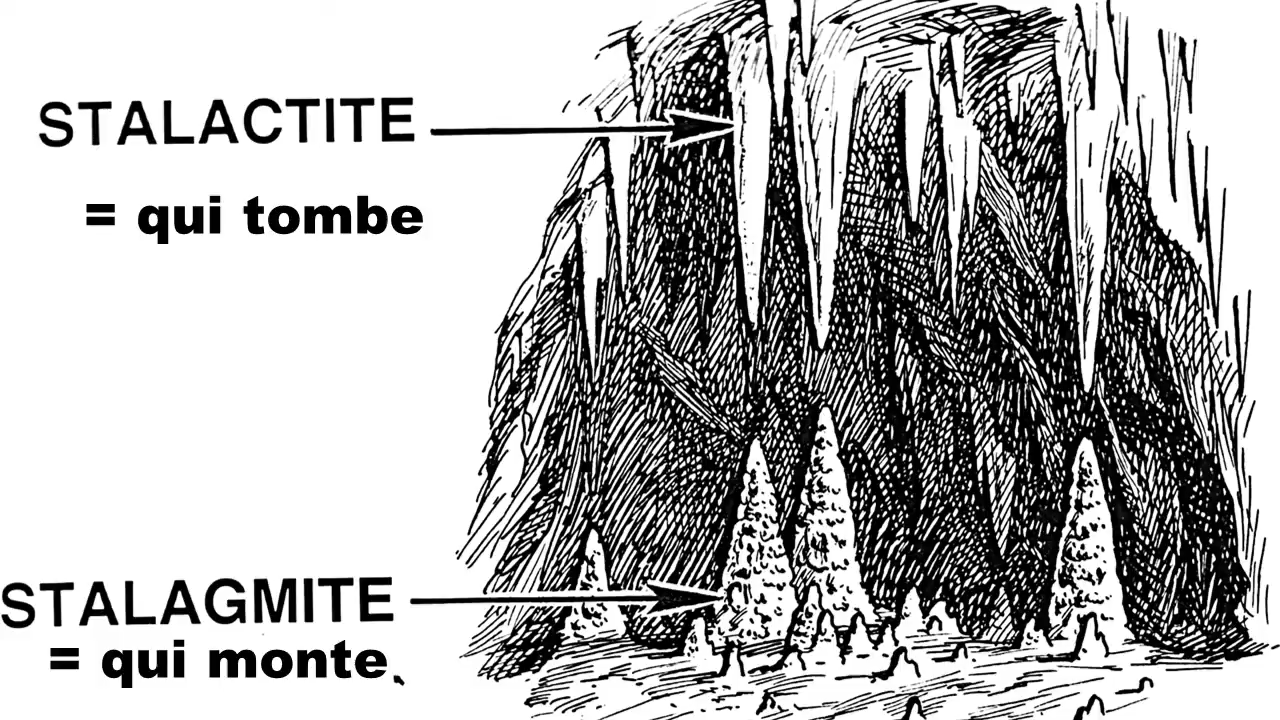 STALACTITE
= qui tombe
STALAGMITE
= qui monte